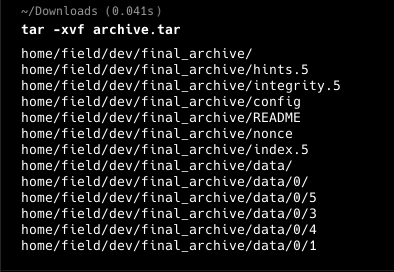 ~/Downloads (0.041s)
tar -xvf archive.tar
home/field/dev/final_archive/
home/field/dev/final_archive/hints.5
home/field/dev/final_archive/integrity.5
home/field/dev/final_archive/config
home/field/dev/final_archive/README
home/field/dev/final_archive/nonce
home/field/dev/final_archive/index.5
home/field/dev/final_archive/data/
home/field/dev/final_archive/data/0/
home/field/dev/final_archive/data/0/5
home/field/dev/final_archive/data/0/3
home/field/dev/final_archive/data/0/4
home/field/dev/final_archive/data/0/1